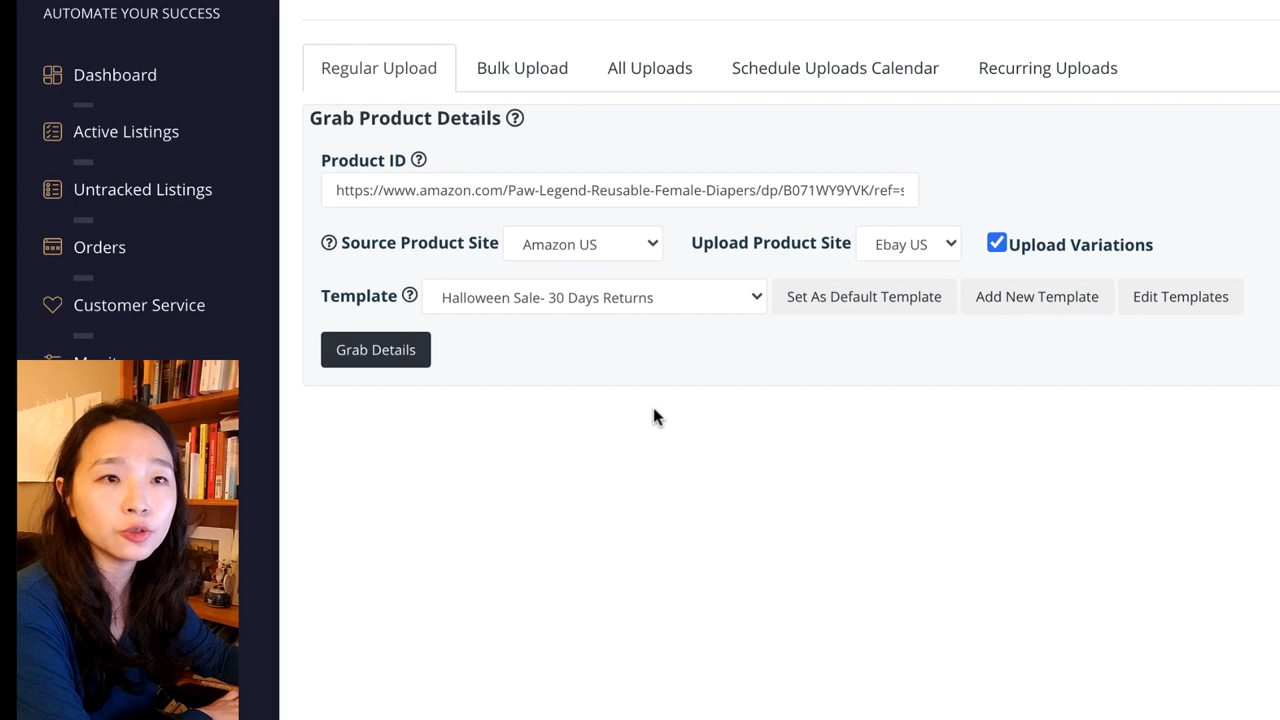 AUTOMATE YOUR SUCCESS
Dashboard
Active Listings
Untracked Listings
Orders
Customer Service
Regular Upload Bulk Upload All Uploads Schedule Uploads Calendar Recurring Uploads
Grab Product Details ?
Product ID ?
https://www.amazon.com/Paw-Legend-Reusable-Female-Diapers/dp/B071WY9YVK/ref=s
? Source Product Site Amazon US Upload Product Site Ebay US Upload Variations
Template ? Halloween Sale- 30 Days Returns Set As Default Template Add New Template Edit Templates
Grab Details